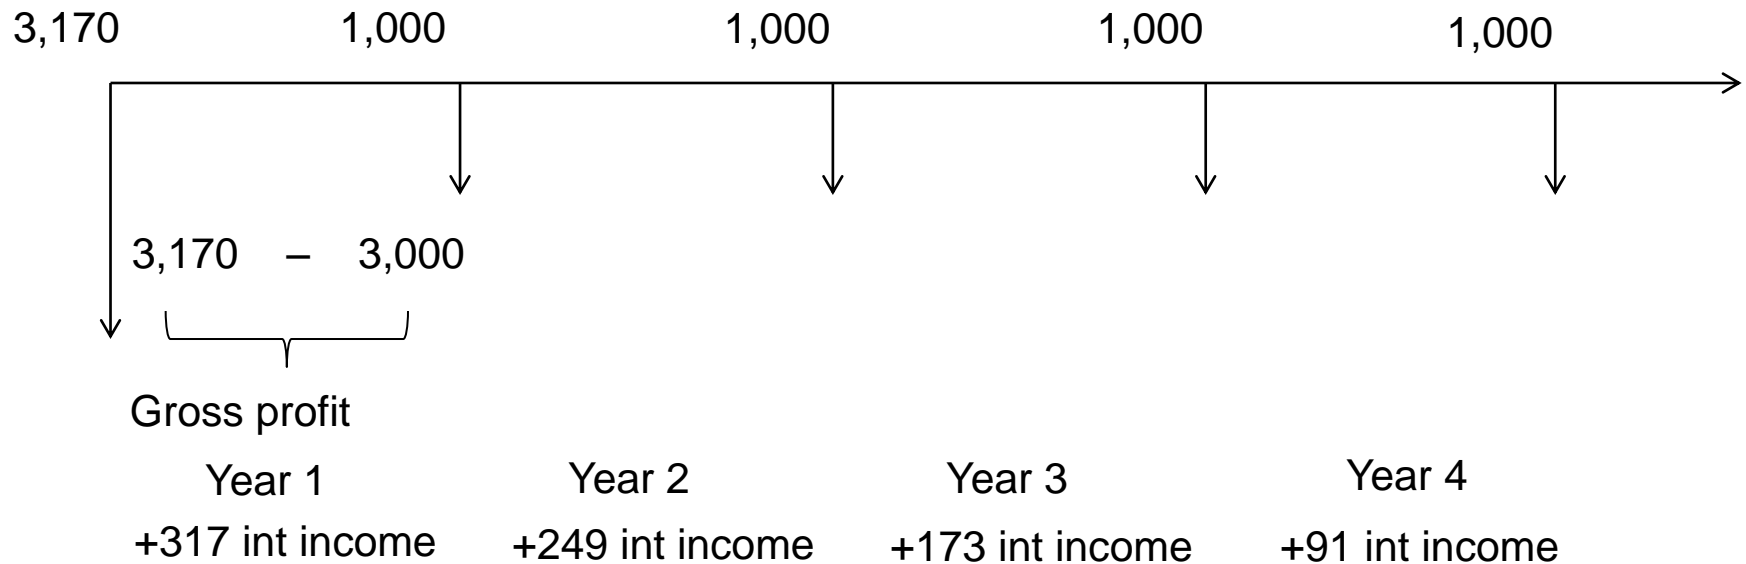 3,170 1,000 1,000 1,000 1,000
3,170 – 3,000
Gross profit
Year 1 Year 2 Year 3 Year 4
+317 int income +249 int income +173 int income +91 int income